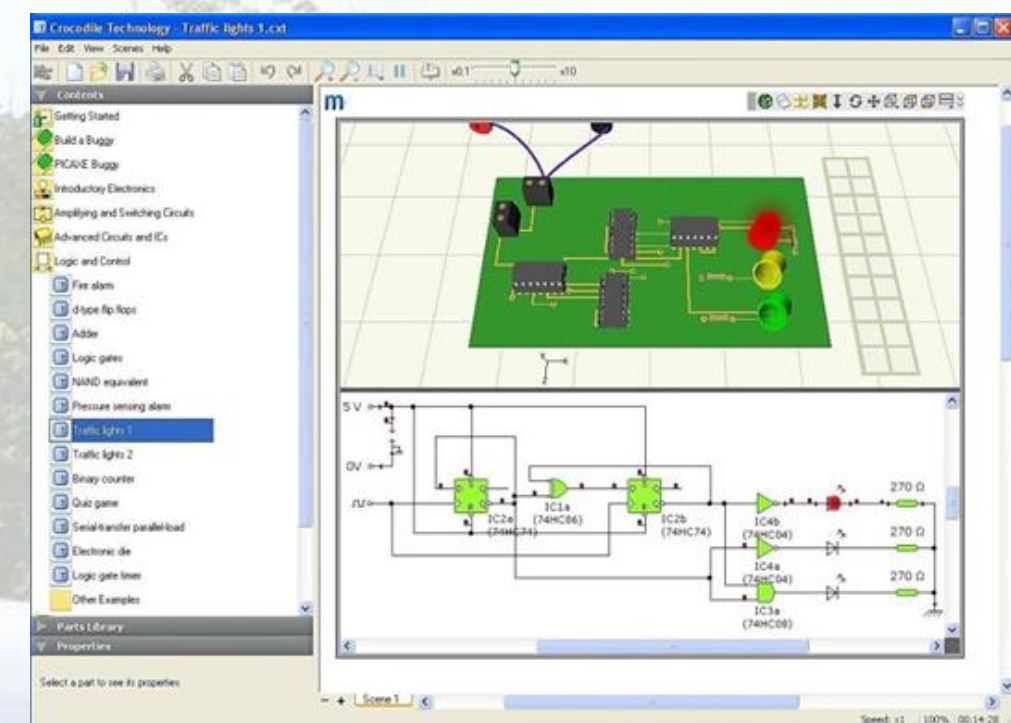 Crocodile Technology - Traffic lights 1.cxt
File Edit View Scenes Help
x0.1 x10
Contents
Getting Started
Build a Buggy
PICAXE Buggy
Introductory Electronics
Amplifying and Switching Circuits
Advanced Circuits and ICs
Logic and Control
Fire alarm
d-type flip flops
Adder
Logic gates
NAND equivalent
Pressure sensing alarm
Traffic lights 1
Traffic lights 2
Binary counter
Quiz game
Serial-transfer parallel-load
Electronic die
Logic gate timer
Other Examples
Parts Library
Properties
Select a part to see its properties
m
5 V
0V
IC2a
(74HC74)
IC1a
(74HC86)
IC2b
(74HC74)
IC4b
(74HC04)
270 Ω
IC4a
(74HC04)
270 Ω
IC3a
(74HC08)
270 Ω
Scene 1
Speed: x1 100% 00:14:28